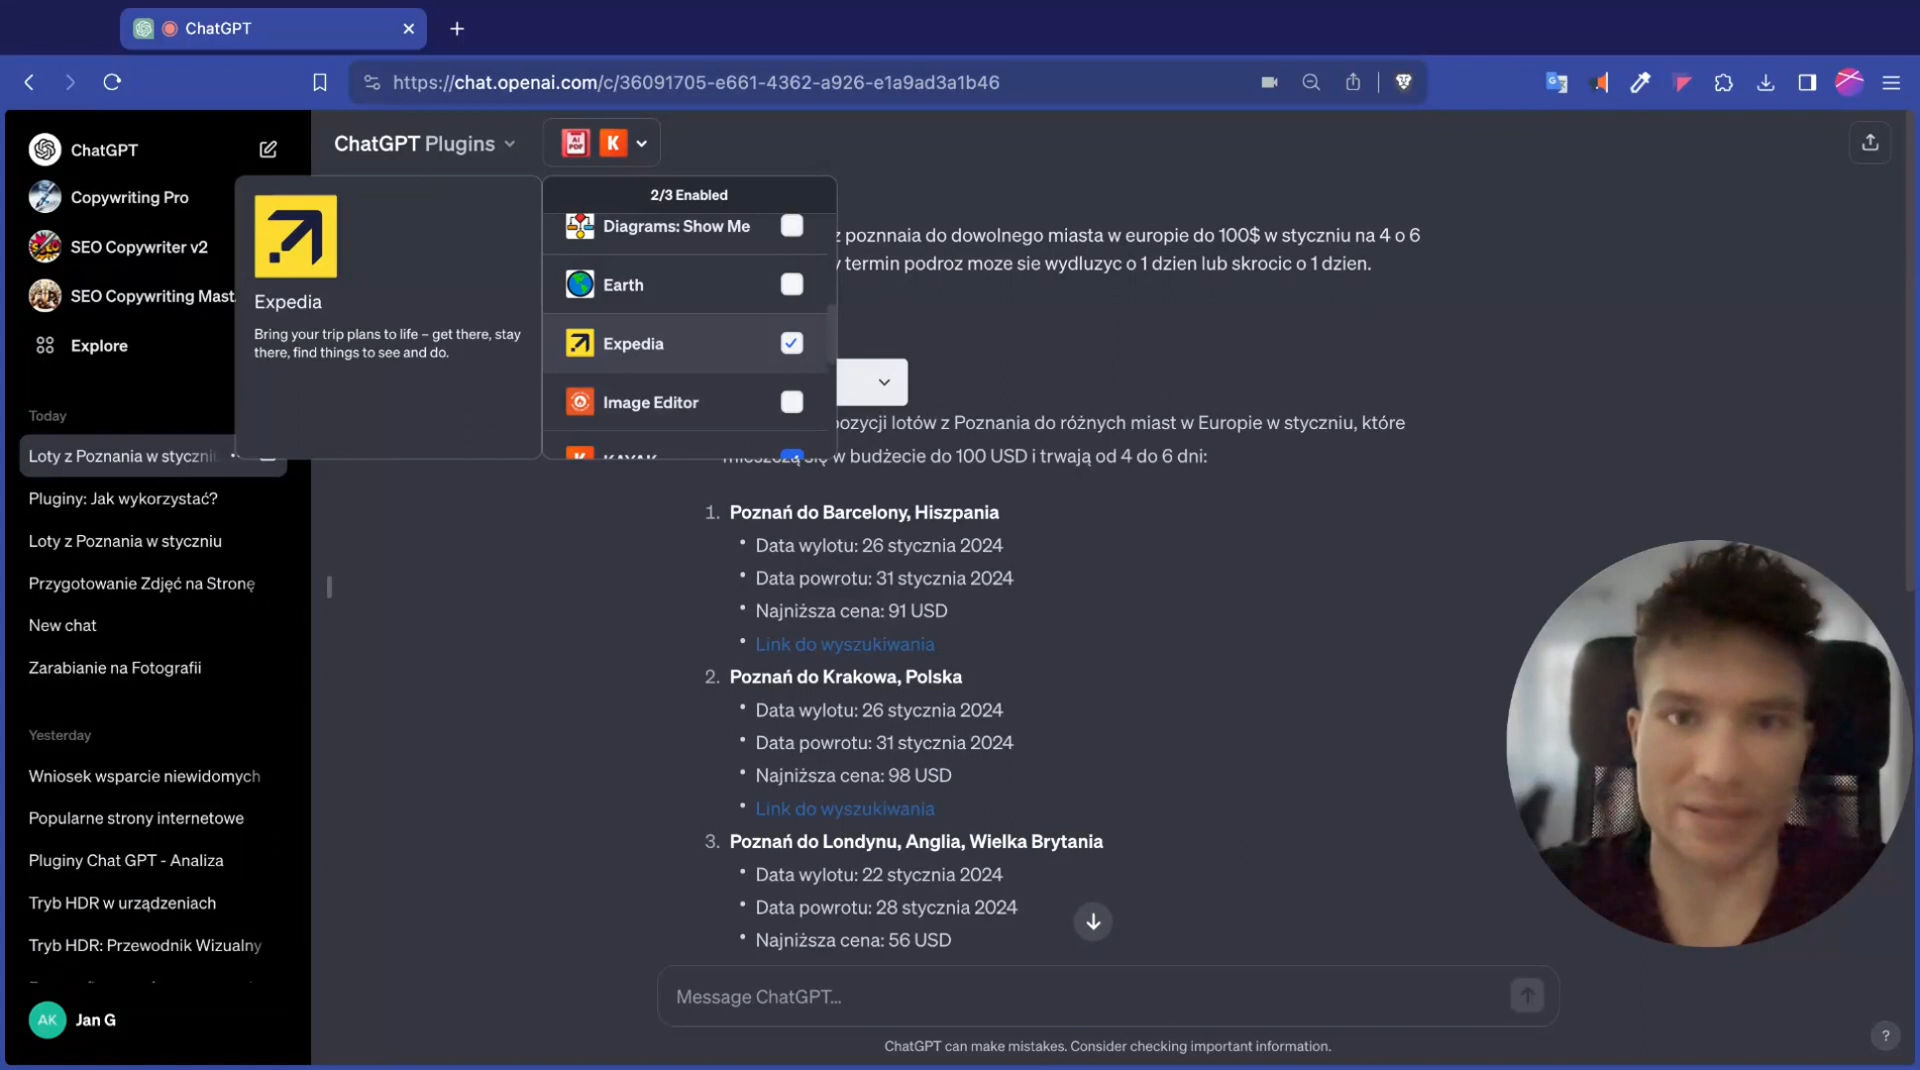 ChatGPT
https://chat.openai.com/c/36091705-e661-4362-a926-e1a9ad3a1b46
ChatGPT
Copywriting Pro
SEO Copywriter v2
SEO Copywriting Mast
Explore
Today
Loty z Poznania w styczni
Pluginy: Jak wykorzystać?
Loty z Poznania w styczniu
Przygotowanie Zdjęć na Stronę
New chat
Zarabianie na Fotografii
Yesterday
Wniosek wsparcie niewidomych
Popularne strony internetowe
Pluginy Chat GPT - Analiza
Tryb HDR w urządzeniach
Tryb HDR: Przewodnik Wizualny
AK
Jan G
ChatGPT Plugins
AI PDF
K
Expedia
Bring your trip plans to life – get there, stay
there, find things to see and do.
2/3 Enabled
Diagrams: Show Me
Earth
Expedia
Image Editor
KAYAK
z poznnaia do dowolnego miasta w europie do 100$ w styczniu na 4 o 6
y termin podroz moze sie wydluzyc o 1 dzien lub skrocic o 1 dzien.
pozycji lotów z Poznania do różnych miast w Europie w styczniu, które
mieszczą się w budżecie do 100 USD i trwają od 4 do 6 dni:
1. Poznań do Barcelony, Hiszpania
• Data wylotu: 26 stycznia 2024
• Data powrotu: 31 stycznia 2024
• Najniższa cena: 91 USD
• Link do wyszukiwania
2. Poznań do Krakowa, Polska
• Data wylotu: 26 stycznia 2024
• Data powrotu: 31 stycznia 2024
• Najniższa cena: 98 USD
• Link do wyszukiwania
3. Poznań do Londynu, Anglia, Wielka Brytania
• Data wylotu: 22 stycznia 2024
• Data powrotu: 28 stycznia 2024
• Najniższa cena: 56 USD
Message ChatGPT...
ChatGPT can make mistakes. Consider checking important information.
?